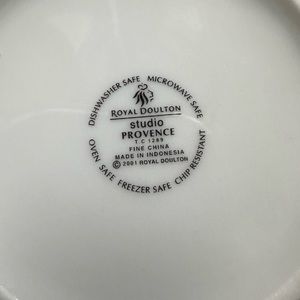 DISHWASHER SAFE MICROWAVE SAFE
ROYAL DOULTON
studio
PROVENCE
T.C 1289
FINE CHINA
MADE IN INDONESIA
© 2001 ROYAL DOULTON
OVEN SAFE FREEZER SAFE CHIP RESISTANT